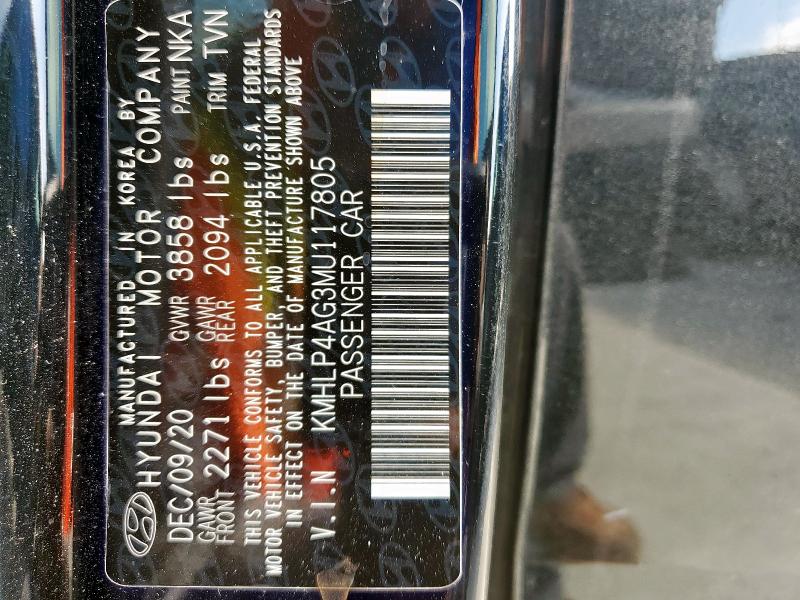 MANUFACTURED IN KOREA BY
HYUNDAI MOTOR COMPANY
DEC/09/20 GVWR 3858 lbs PAINT NKA
GAWR FRONT 2271 lbs GAWR REAR 2094 lbs TRIM TVN
THIS VEHICLE CONFORMS TO ALL APPLICABLE U.S.A. FEDERAL
MOTOR VEHICLE SAFETY, BUMPER, AND THEFT PREVENTION STANDARDS
IN EFFECT ON THE DATE OF MANUFACTURE SHOWN ABOVE
V.I.N KMHLP4AG3MU117805
PASSENGER CAR